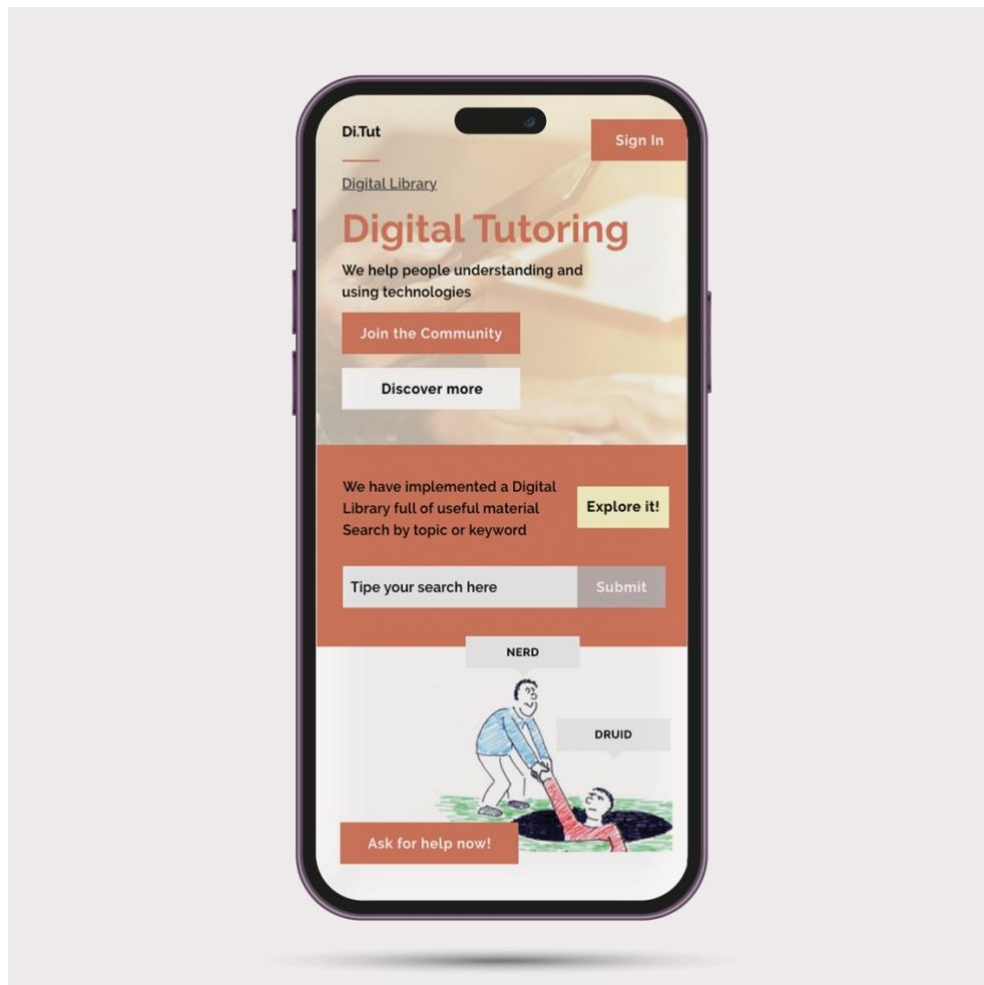 Di.Tut
Sign In
Digital Library
Digital Tutoring
We help people understanding and
using technologies
Join the Community
Discover more
We have implemented a Digital
Library full of useful material
Search by topic or keyword
Explore it!
Tipe your search here
Submit
NERD
DRUID
Ask for help now!